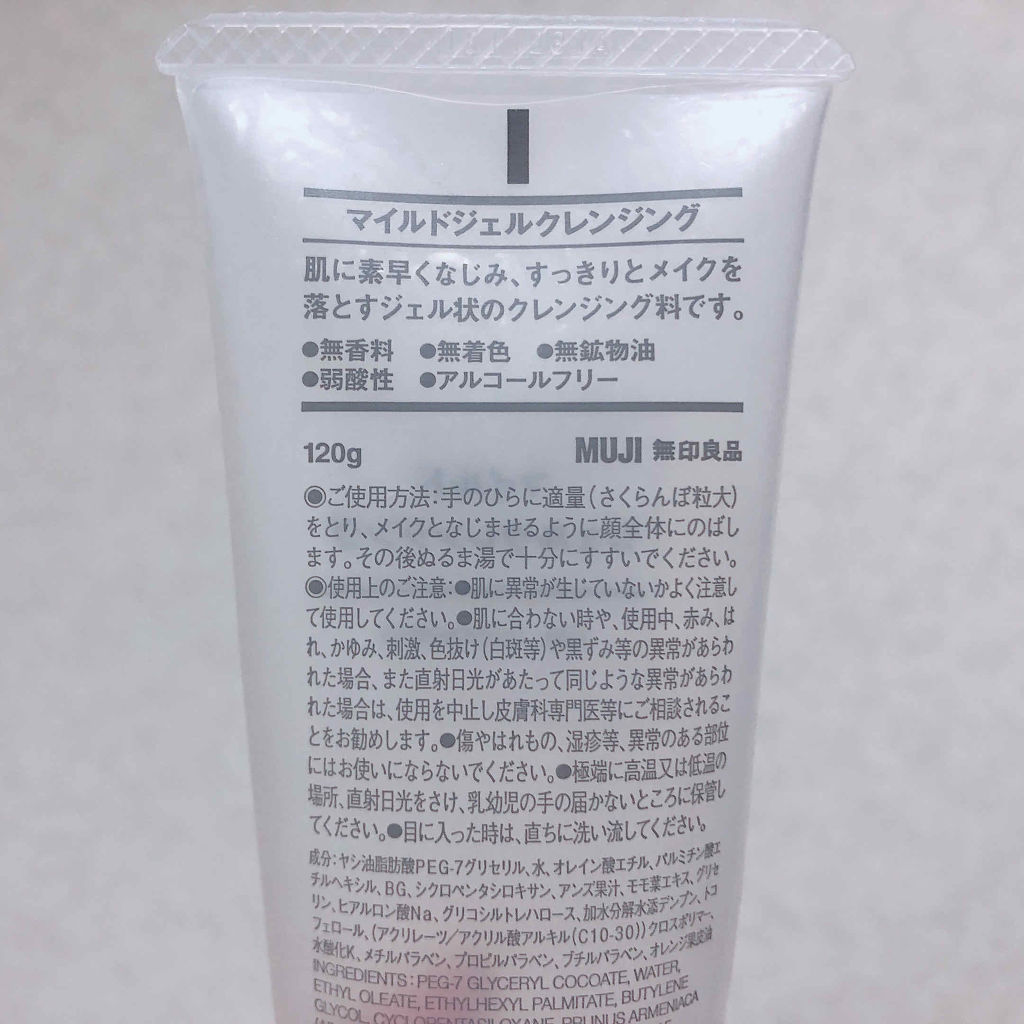 マイルドジェルクレンジング
肌に素早くなじみ、すっきりとメイクを
落とすジェル状のクレンジング料です。
●無香料 ●無着色 ●無鉱物油
●弱酸性 ●アルコールフリー
120g MUJI 無印良品
◉ご使用方法:手のひらに適量(さくらんぼ粒大)
をとり、メイクとなじませるように顔全体にのばし
ます。その後ぬるま湯で十分にすすいでください。
◉使用上のご注意:●肌に異常が生じていないかよく注意し
て使用してください。●肌に合わない時や、使用中、赤み、は
れ、かゆみ、刺激、色抜け(白斑等)や黒ずみ等の異常があらわ
れた場合、また直射日光があたって同じような異常があらわ
れた場合は、使用を中止し皮膚科専門医等にご相談されるこ
とをお勧めします。●傷やはれもの、湿疹等、異常のある部位
にはお使いにならないでください。●極端に高温又は低温の
場所、直射日光をさけ、乳幼児の手の届かないところに保管し
てください。●目に入った時は、直ちに洗い流してください。
成分:ヤシ油脂肪酸PEG-7グリセリル、水、オレイン酸エチル、パルミチン酸エ
チルヘキシル、BG、シクロペンタシロキサン、アンズ果汁、モモ葉エキス、グリセ
リン、ヒアルロン酸Na、グリコシルトレハロース、加水分解水添デンプン、トコ
フェロール、(アクリレーツ/アクリル酸アルキル(C10-30))クロスポリマー、
水酸化K、メチルパラベン、プロピルパラベン、ブチルパラベン、オレンジ果皮油
INGREDIENTS: PEG-7 GLYCERYL COCOATE, WATER,
ETHYL OLEATE, ETHYLHEXYL PALMITATE, BUTYLENE
GLYCOL, CYCLOPENTASILOXANE, PRUNUS ARMENIACA